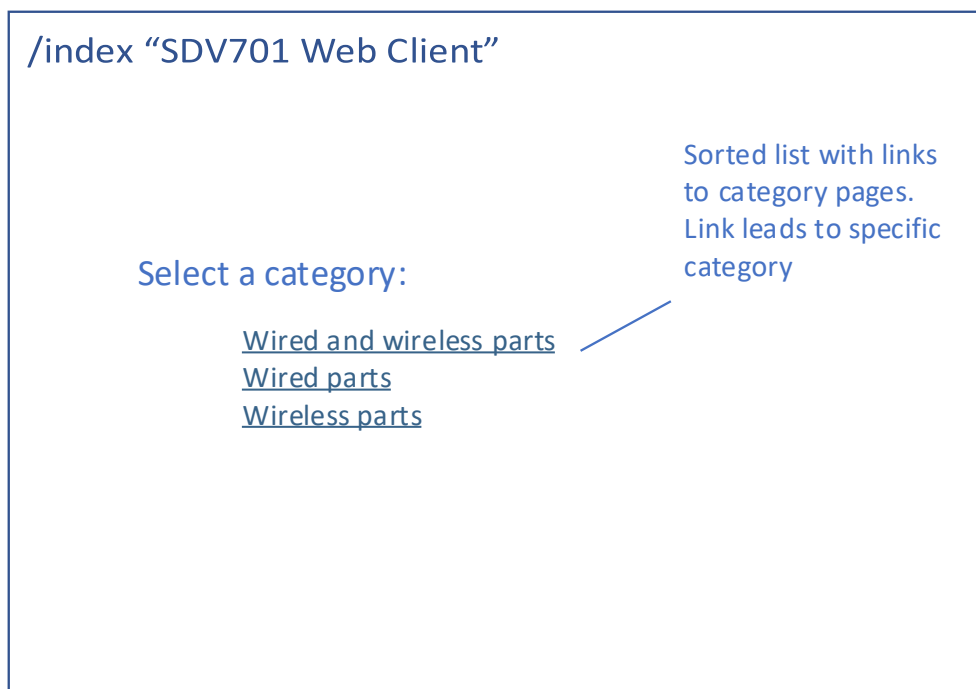 /index “SDV701 Web Client”
Sorted list with links
to category pages.
Link leads to specific
category
Select a category:
Wired and wireless parts
Wired parts
Wireless parts